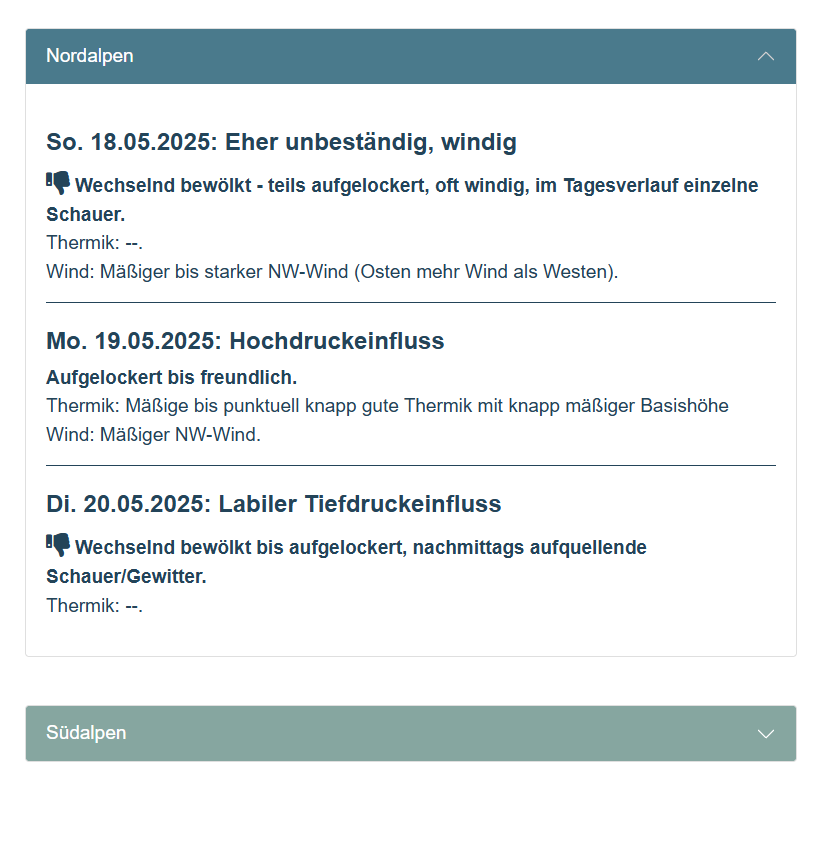 Nordalpen
So. 18.05.2025: Eher unbeständig, windig
Wechselnd bewölkt - teils aufgelockert, oft windig, im Tagesverlauf einzelne
Schauer.
Thermik: --.
Wind: Mäßiger bis starker NW-Wind (Osten mehr Wind als Westen).
Mo. 19.05.2025: Hochdruckeinfluss
Aufgelockert bis freundlich.
Thermik: Mäßige bis punktuell knapp gute Thermik mit knapp mäßiger Basishöhe
Wind: Mäßiger NW-Wind.
Di. 20.05.2025: Labiler Tiefdruckeinfluss
Wechselnd bewölkt bis aufgelockert, nachmittags aufquellende
Schauer/Gewitter.
Thermik: --.
Südalpen